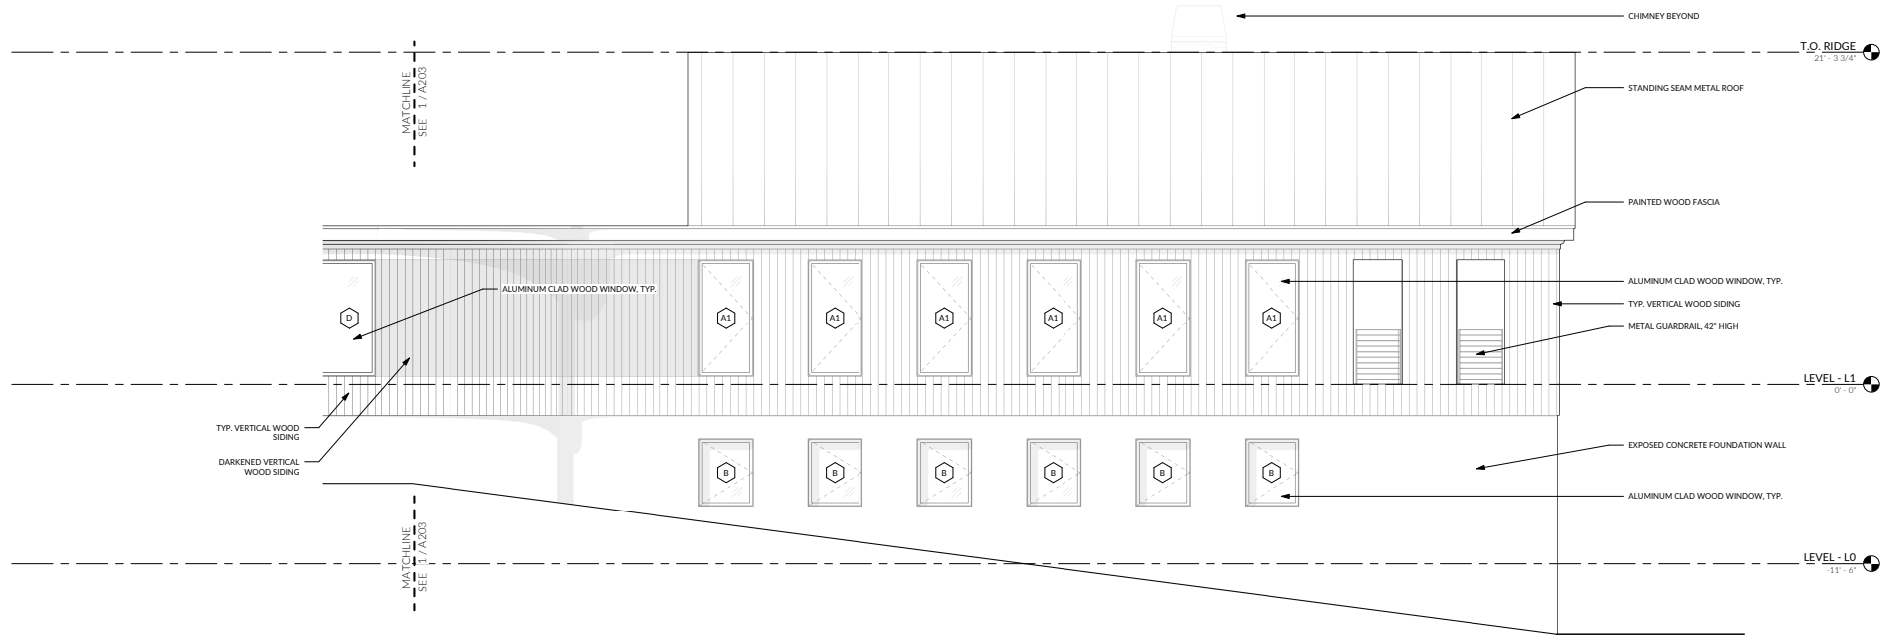 CHIMNEY BEYOND
T.O. RIDGE
21' - 3 3/4"
MATCHLINE
SEE 1 / A203
STANDING SEAM METAL ROOF
PAINTED WOOD FASCIA
ALUMINUM CLAD WOOD WINDOW, TYP.
ALUMINUM CLAD WOOD WINDOW, TYP.
TYP. VERTICAL WOOD SIDING
D
A1
A1
A1
A1
A1
A1
METAL GUARDRAIL, 42" HIGH
LEVEL - L1
0' - 0"
TYP. VERTICAL WOOD
SIDING
DARKENED VERTICAL
WOOD SIDING
EXPOSED CONCRETE FOUNDATION WALL
B
B
B
B
B
B
ALUMINUM CLAD WOOD WINDOW, TYP.
MATCHLINE
SEE 1 / A203
LEVEL - L0
-11' - 6"